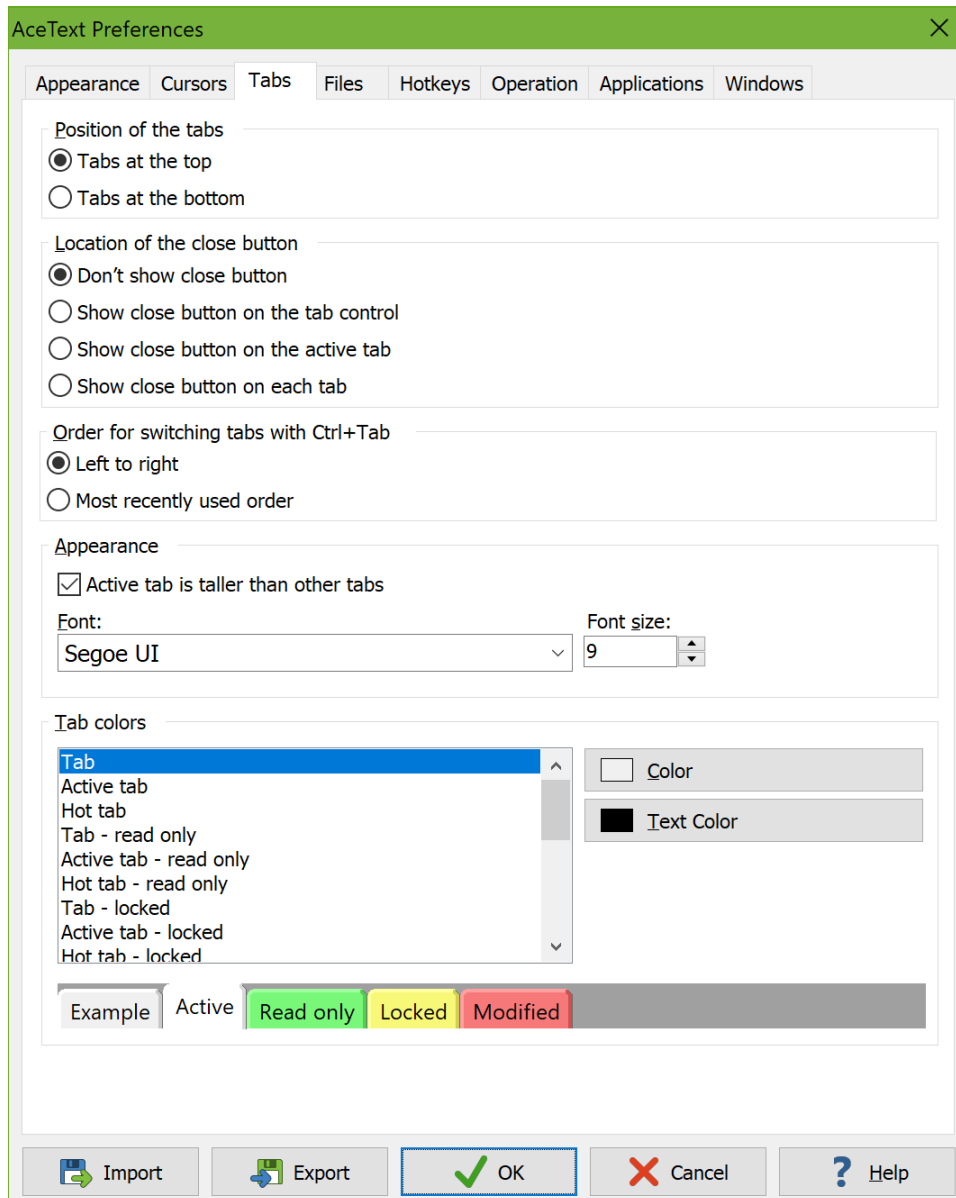 AceText Preferences
Appearance Cursors Tabs Files Hotkeys Operation Applications Windows
Position of the tabs
Tabs at the top
Tabs at the bottom
Location of the close button
Don't show close button
Show close button on the tab control
Show close button on the active tab
Show close button on each tab
Order for switching tabs with Ctrl+Tab
Left to right
Most recently used order
Appearance
Active tab is taller than other tabs
Font: Font size:
Segoe UI 9
Tab colors
Tab
Active tab
Hot tab
Tab - read only
Active tab - read only
Hot tab - read only
Tab - locked
Active tab - locked
Hot tab - locked
Color
Text Color
Example Active Read only Locked Modified
Import Export OK Cancel Help